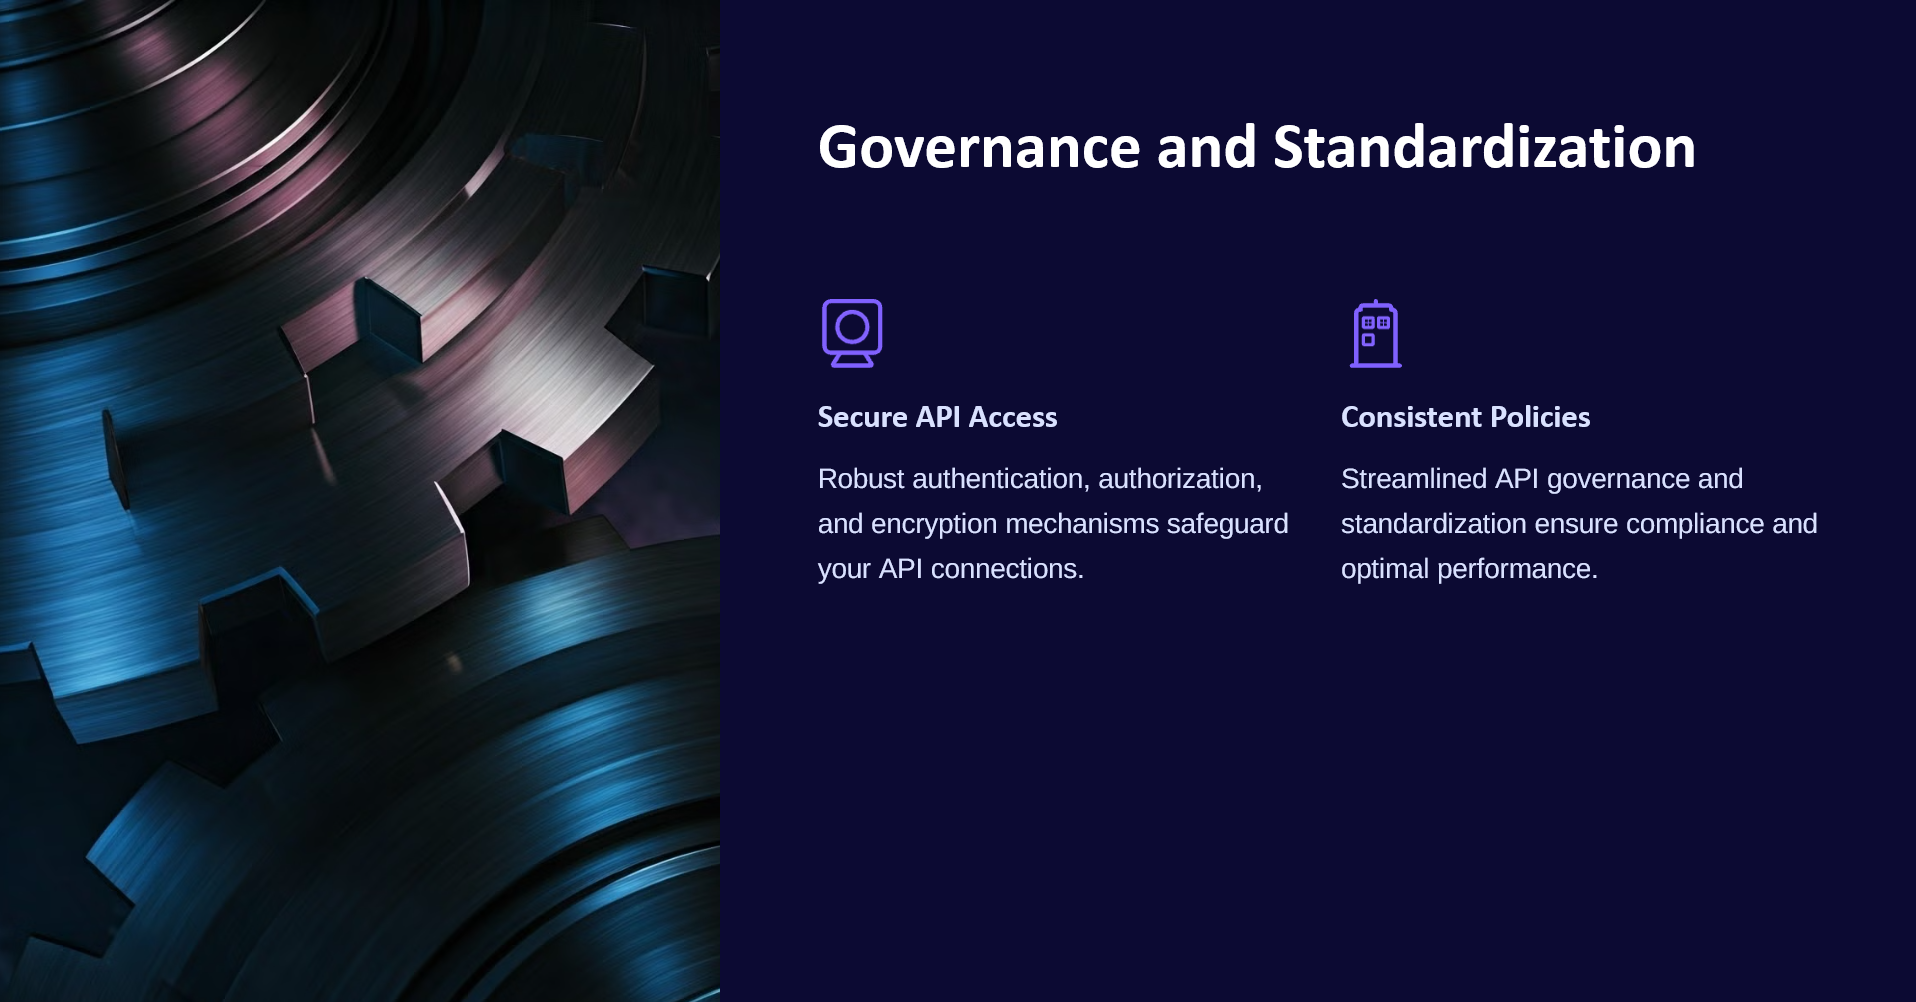 Governance and Standardization
Secure API Access
Robust authentication, authorization,
and encryption mechanisms safeguard
your API connections.
Consistent Policies
Streamlined API governance and
standardization ensure compliance and
optimal performance.